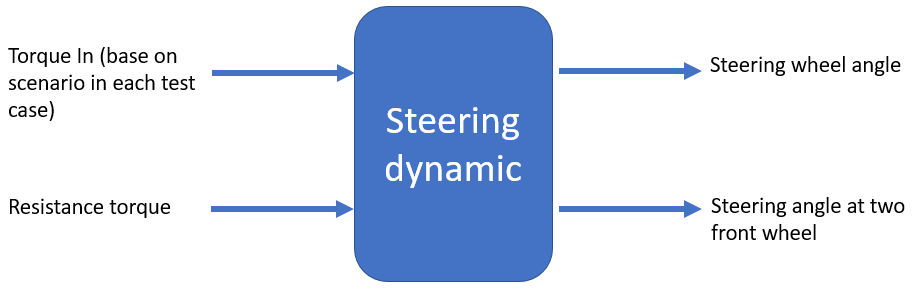 Torque In (base on
scenario in each test
case)
Resistance torque
Steering
dynamic
Steering wheel angle
Steering angle at two
front wheel